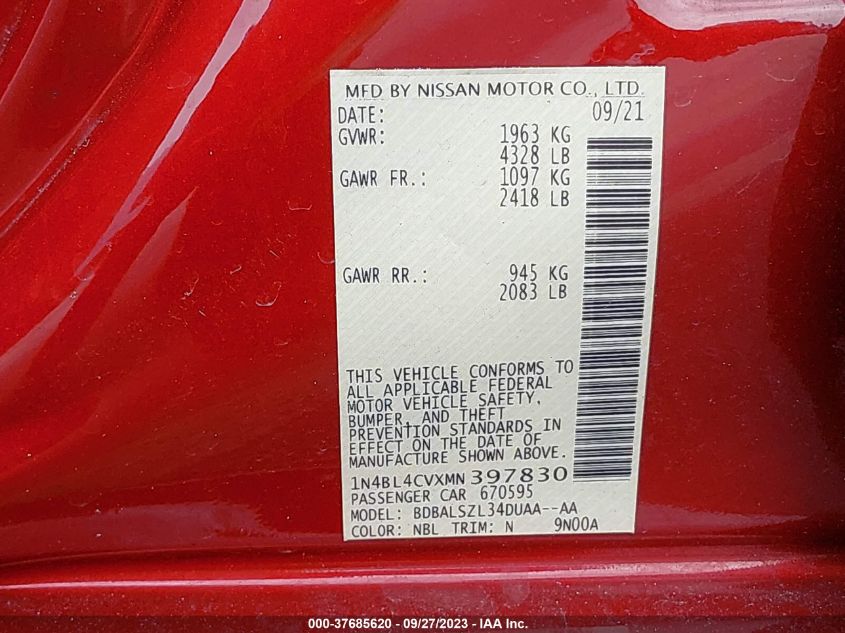 MFD BY NISSAN MOTOR CO., LTD.
DATE: 09/21
GVWR: 1963 KG
4328 LB
GAWR FR.: 1097 KG
2418 LB
GAWR RR.: 945 KG
2083 LB
THIS VEHICLE CONFORMS TO
ALL APPLICABLE FEDERAL
MOTOR VEHICLE SAFETY,
BUMPER, AND THEFT
PREVENTION STANDARDS IN
EFFECT ON THE DATE OF
MANUFACTURE SHOWN ABOVE.
1N4BL4CVXMN397830
PASSENGER CAR 670595
MODEL: BDBALSZL34DUAA--AA
COLOR: NBL TRIM: N 9N00A
000-37685620 - 09/27/2023 - IAA Inc.